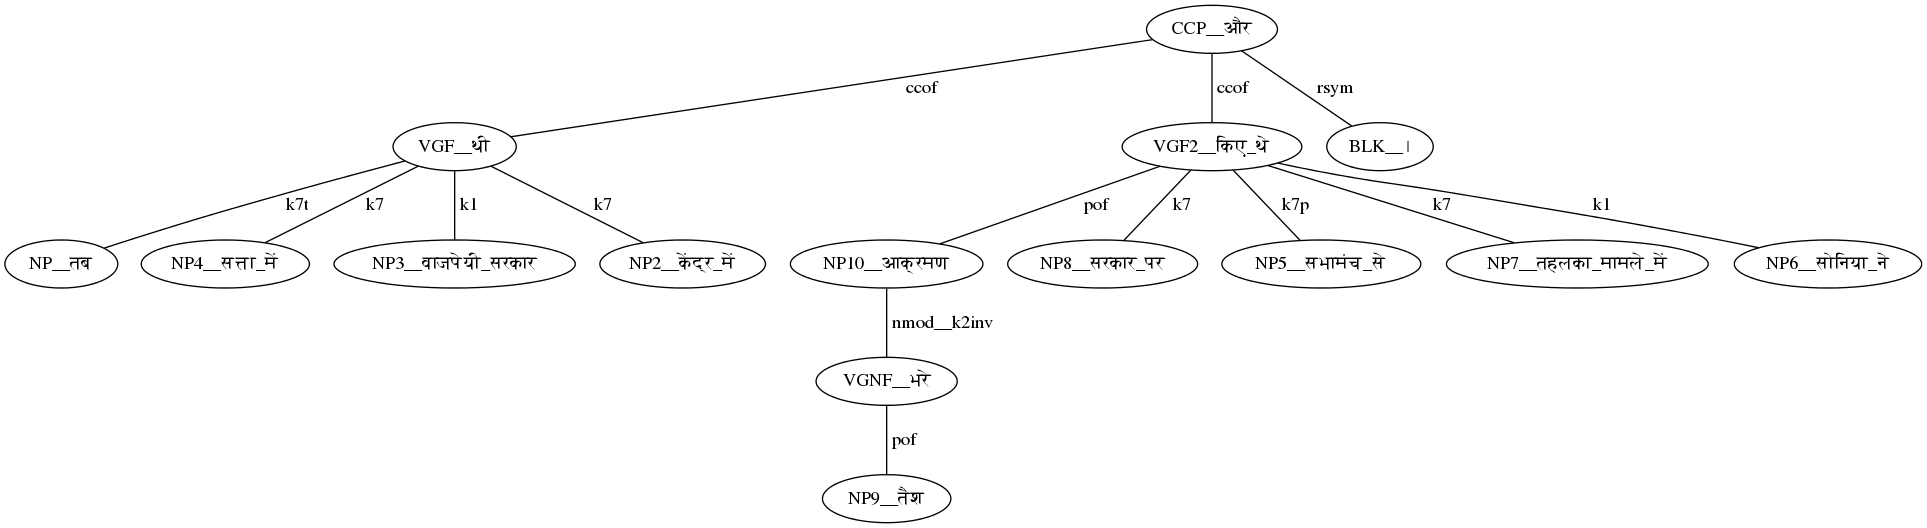 CCP__और
ccof ccof rsym
VGF__थी VGF2__किए_थे BLK__।
k7t k7 k1 k7 pof k7 k7p k7 k1
NP__तब NP4__सत्ता_में NP3__वाजपेयी_सरकार NP2__केंद्र_में NP10__आक्रमण NP8__सरकार_पर NP5__सभामंच_से NP7__तहलका_मामले_में NP6__सोनिया_ने
nmod__k2inv
VGNF__भरे
pof
NP9__तैश